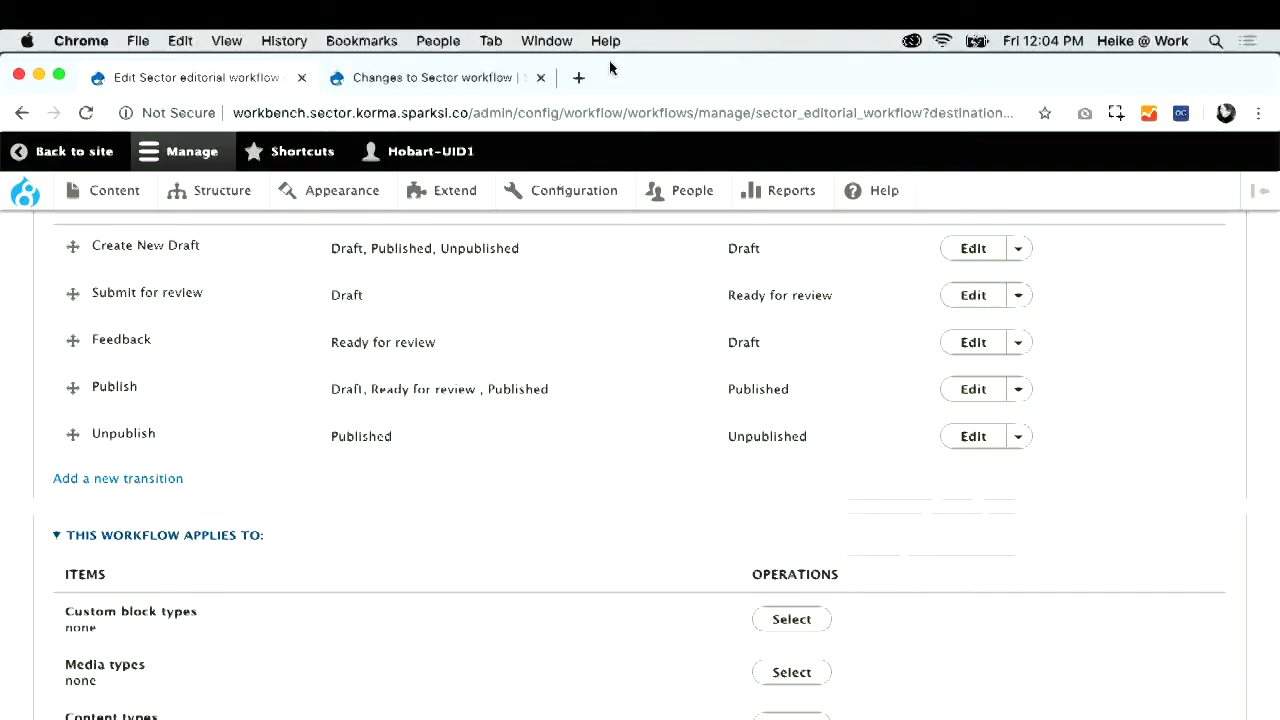 Chrome File Edit View History Bookmarks People Tab Window Help Fri 12:04 PM Heike @ Work
Edit Sector editorial workflow Changes to Sector workflow |
Not Secure workbench.sector.korma.sparksl.co/admin/config/workflow/workflows/manage/sector_editorial_workflow?destination...
Back to site Manage Shortcuts Hobart-UID1
Content Structure Appearance Extend Configuration People Reports Help
Create New Draft Draft, Published, Unpublished Draft Edit
Submit for review Draft Ready for review Edit
Feedback Ready for review Draft Edit
Publish Draft, Ready for review , Published Published Edit
Unpublish Published Unpublished Edit
Add a new transition
THIS WORKFLOW APPLIES TO:
ITEMS OPERATIONS
Custom block types
none Select
Media types
none Select
Content types